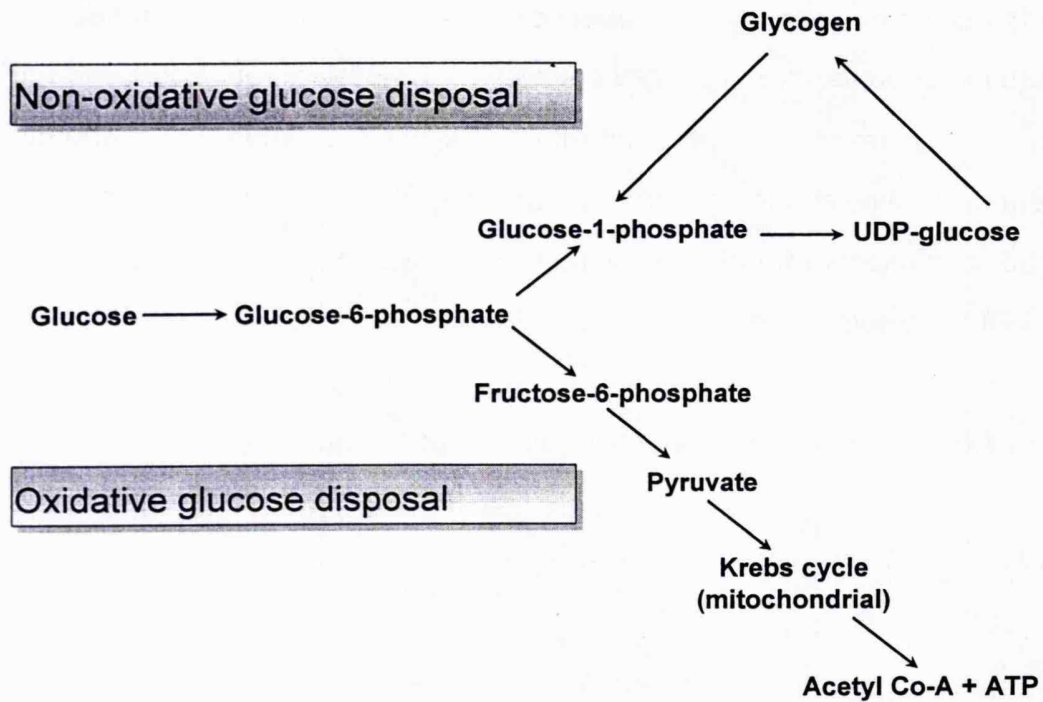 Glycogen
Non-oxidative glucose disposal
Glucose-1-phosphate
UDP-glucose
Glucose
Glucose-6-phosphate
Fructose-6-phosphate
Oxidative glucose disposal
Pyruvate
Krebs cycle
(mitochondrial)
Acetyl Co-A + ATP